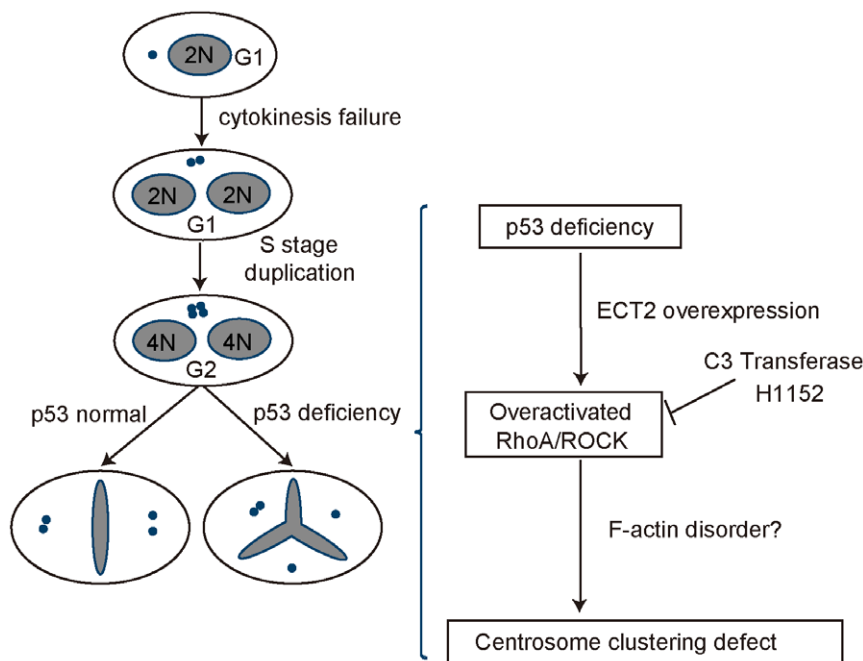 2N
G1
cytokinesis failure
2N
2N
G1
S stage
duplication
4N
4N
G2
p53 normal
p53 deficiency
p53 deficiency
ECT2 overexpression
C3 Transferase
H1152
Overactivated
RhoA/ROCK
F-actin disorder?
Centrosome clustering defect